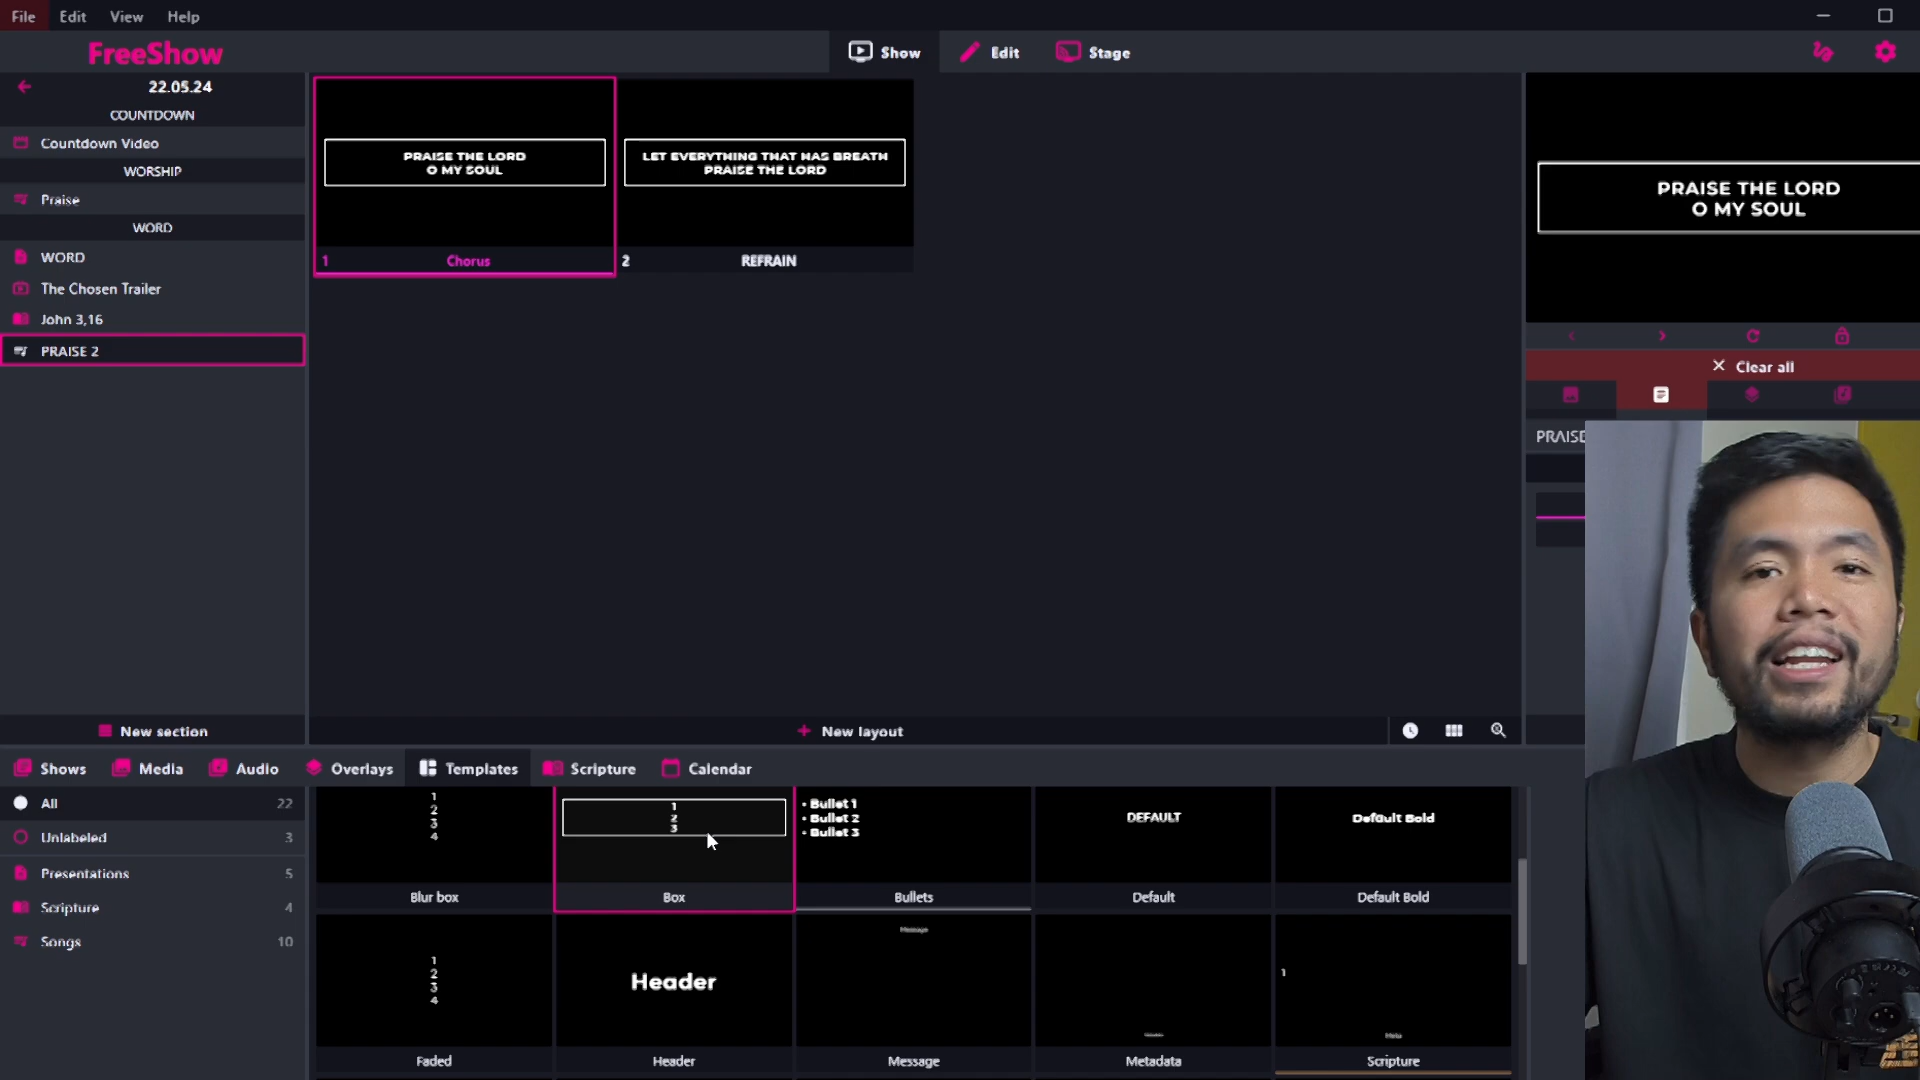 File Edit View Help
FreeShow
Show Edit Stage
22.05.24
COUNTDOWN
Countdown Video
WORSHIP
Praise
WORD
WORD
The Chosen Trailer
John 3,16
PRAISE 2
New section
PRAISE THE LORD
O MY SOUL
1 Chorus
LET EVERYTHING THAT HAS BREATH
PRAISE THE LORD
2 REFRAIN
New layout
PRAISE THE LORD
O MY SOUL
Clear all
PRAISE
Shows Media Audio Overlays Templates Scripture Calendar
All 22
Unlabeled 3
Presentations 5
Scripture 4
Songs 10
1
2
3
4
Blur box
1
2
3
Box
• Bullet 1
• Bullet 2
• Bullet 3
Bullets
DEFAULT
Default
Default Bold
Default Bold
1
2
3
4
Faded
Header
Header
Message
Message
Metadata
1
Scripture